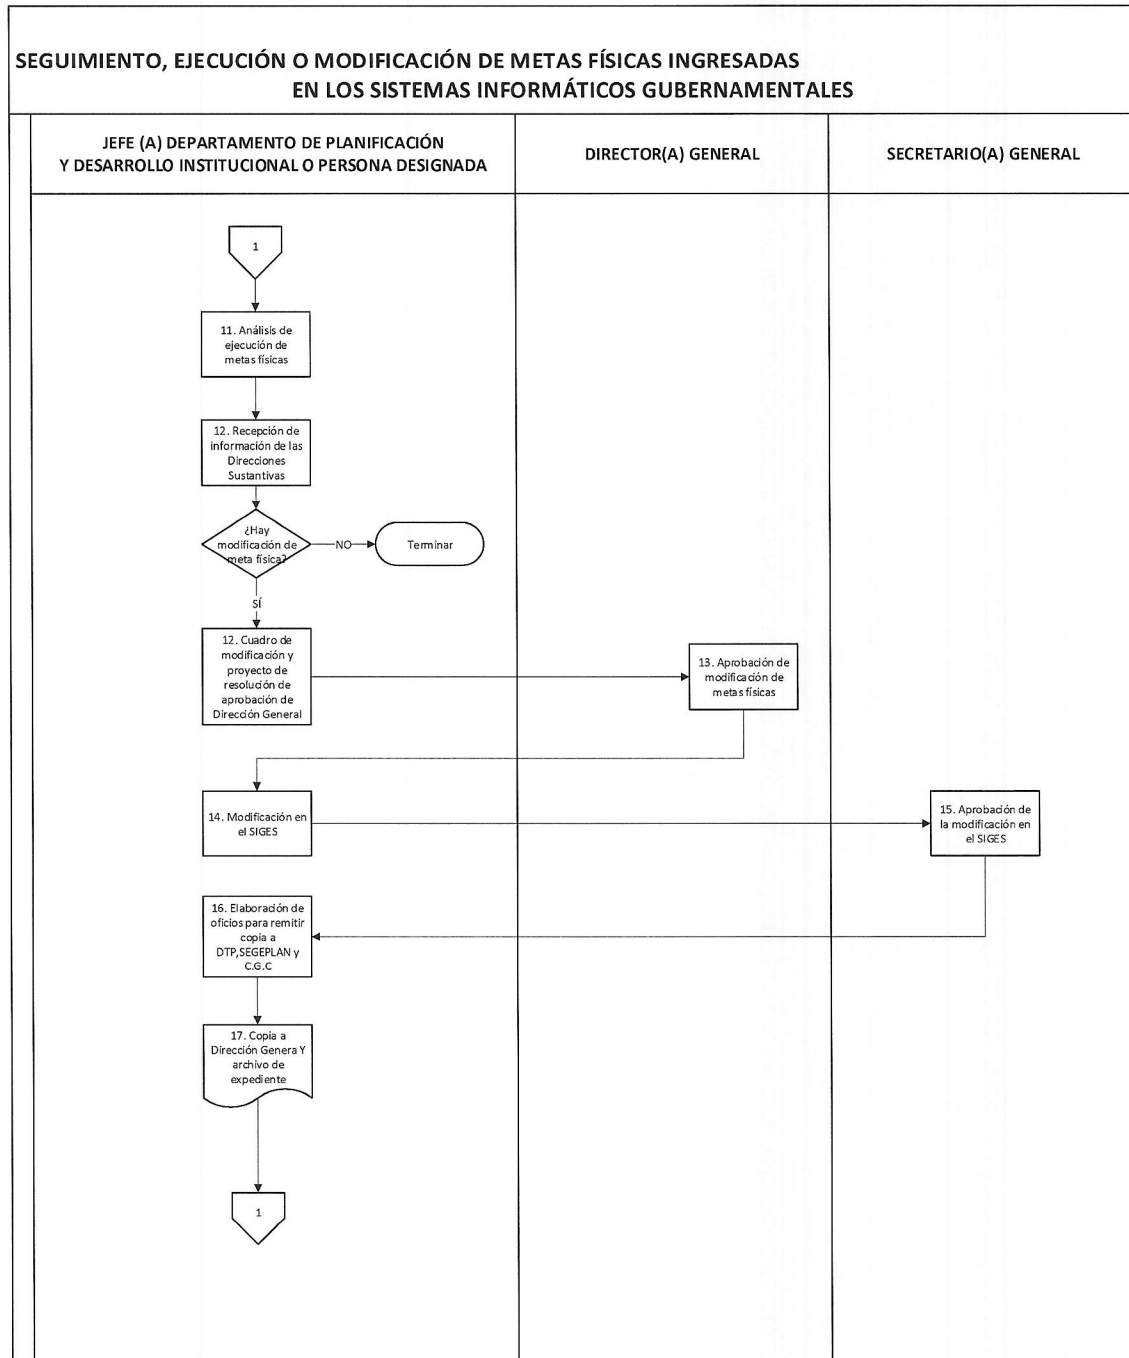 SEGUIMIENTO, EJECUCIÓN O MODIFICACIÓN DE METAS FÍSICAS INGRESADAS
EN LOS SISTEMAS INFORMÁTICOS GUBERNAMENTALES
JEFE (A) DEPARTAMENTO DE PLANIFICACIÓN
Y DESARROLLO INSTITUCIONAL O PERSONA DESIGNADA
DIRECTOR(A) GENERAL
SECRETARIO(A) GENERAL
1
11. Análisis de
ejecución de
metas físicas
12. Recepción de
información de las
Direcciones
Sustantivas
¿Hay
modificación de
meta física?
NO
Terminar
SÍ
12. Cuadro de
modificación y
proyecto de
resolución de
aprobación de
Dirección General
13. Aprobación de
modificación de
metas físicas
14. Modificación en
el SIGES
15. Aprobación de
la modificación en
el SIGES
16. Elaboración de
oficios para remitir
copia a
DTP,SEGEPLAN y
C.G.C
17. Copia a
Dirección Genera Y
archivo de
expediente
1